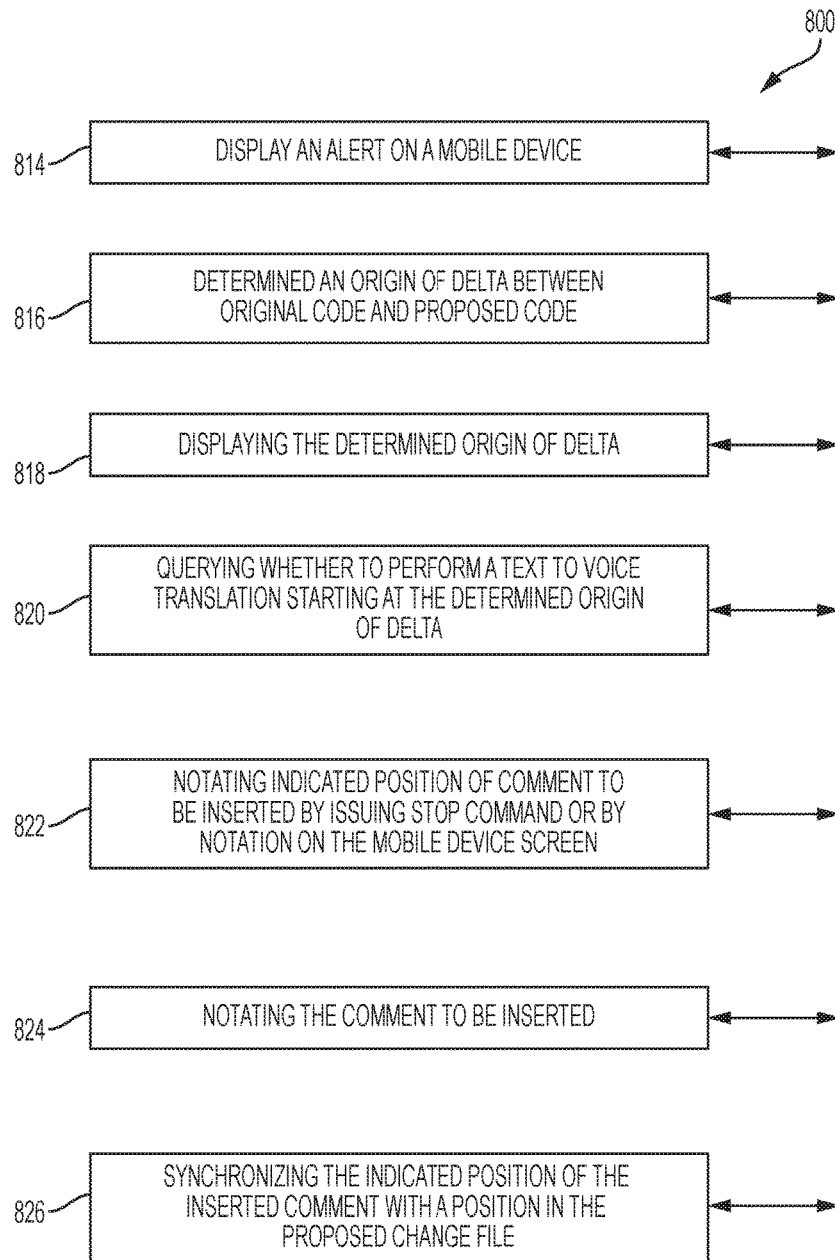 800
814
DISPLAY AN ALERT ON A MOBILE DEVICE
816
DETERMINED AN ORIGIN OF DELTA BETWEEN
ORIGINAL CODE AND PROPOSED CODE
818
DISPLAYING THE DETERMINED ORIGIN OF DELTA
820
QUERYING WHETHER TO PERFORM A TEXT TO VOICE
TRANSLATION STARTING AT THE DETERMINED ORIGIN
OF DELTA
822
NOTATING INDICATED POSITION OF COMMENT TO
BE INSERTED BY ISSUING STOP COMMAND OR BY
NOTATION ON THE MOBILE DEVICE SCREEN
824
NOTATING THE COMMENT TO BE INSERTED
826
SYNCHRONIZING THE INDICATED POSITION OF THE
INSERTED COMMENT WITH A POSITION IN THE
PROPOSED CHANGE FILE